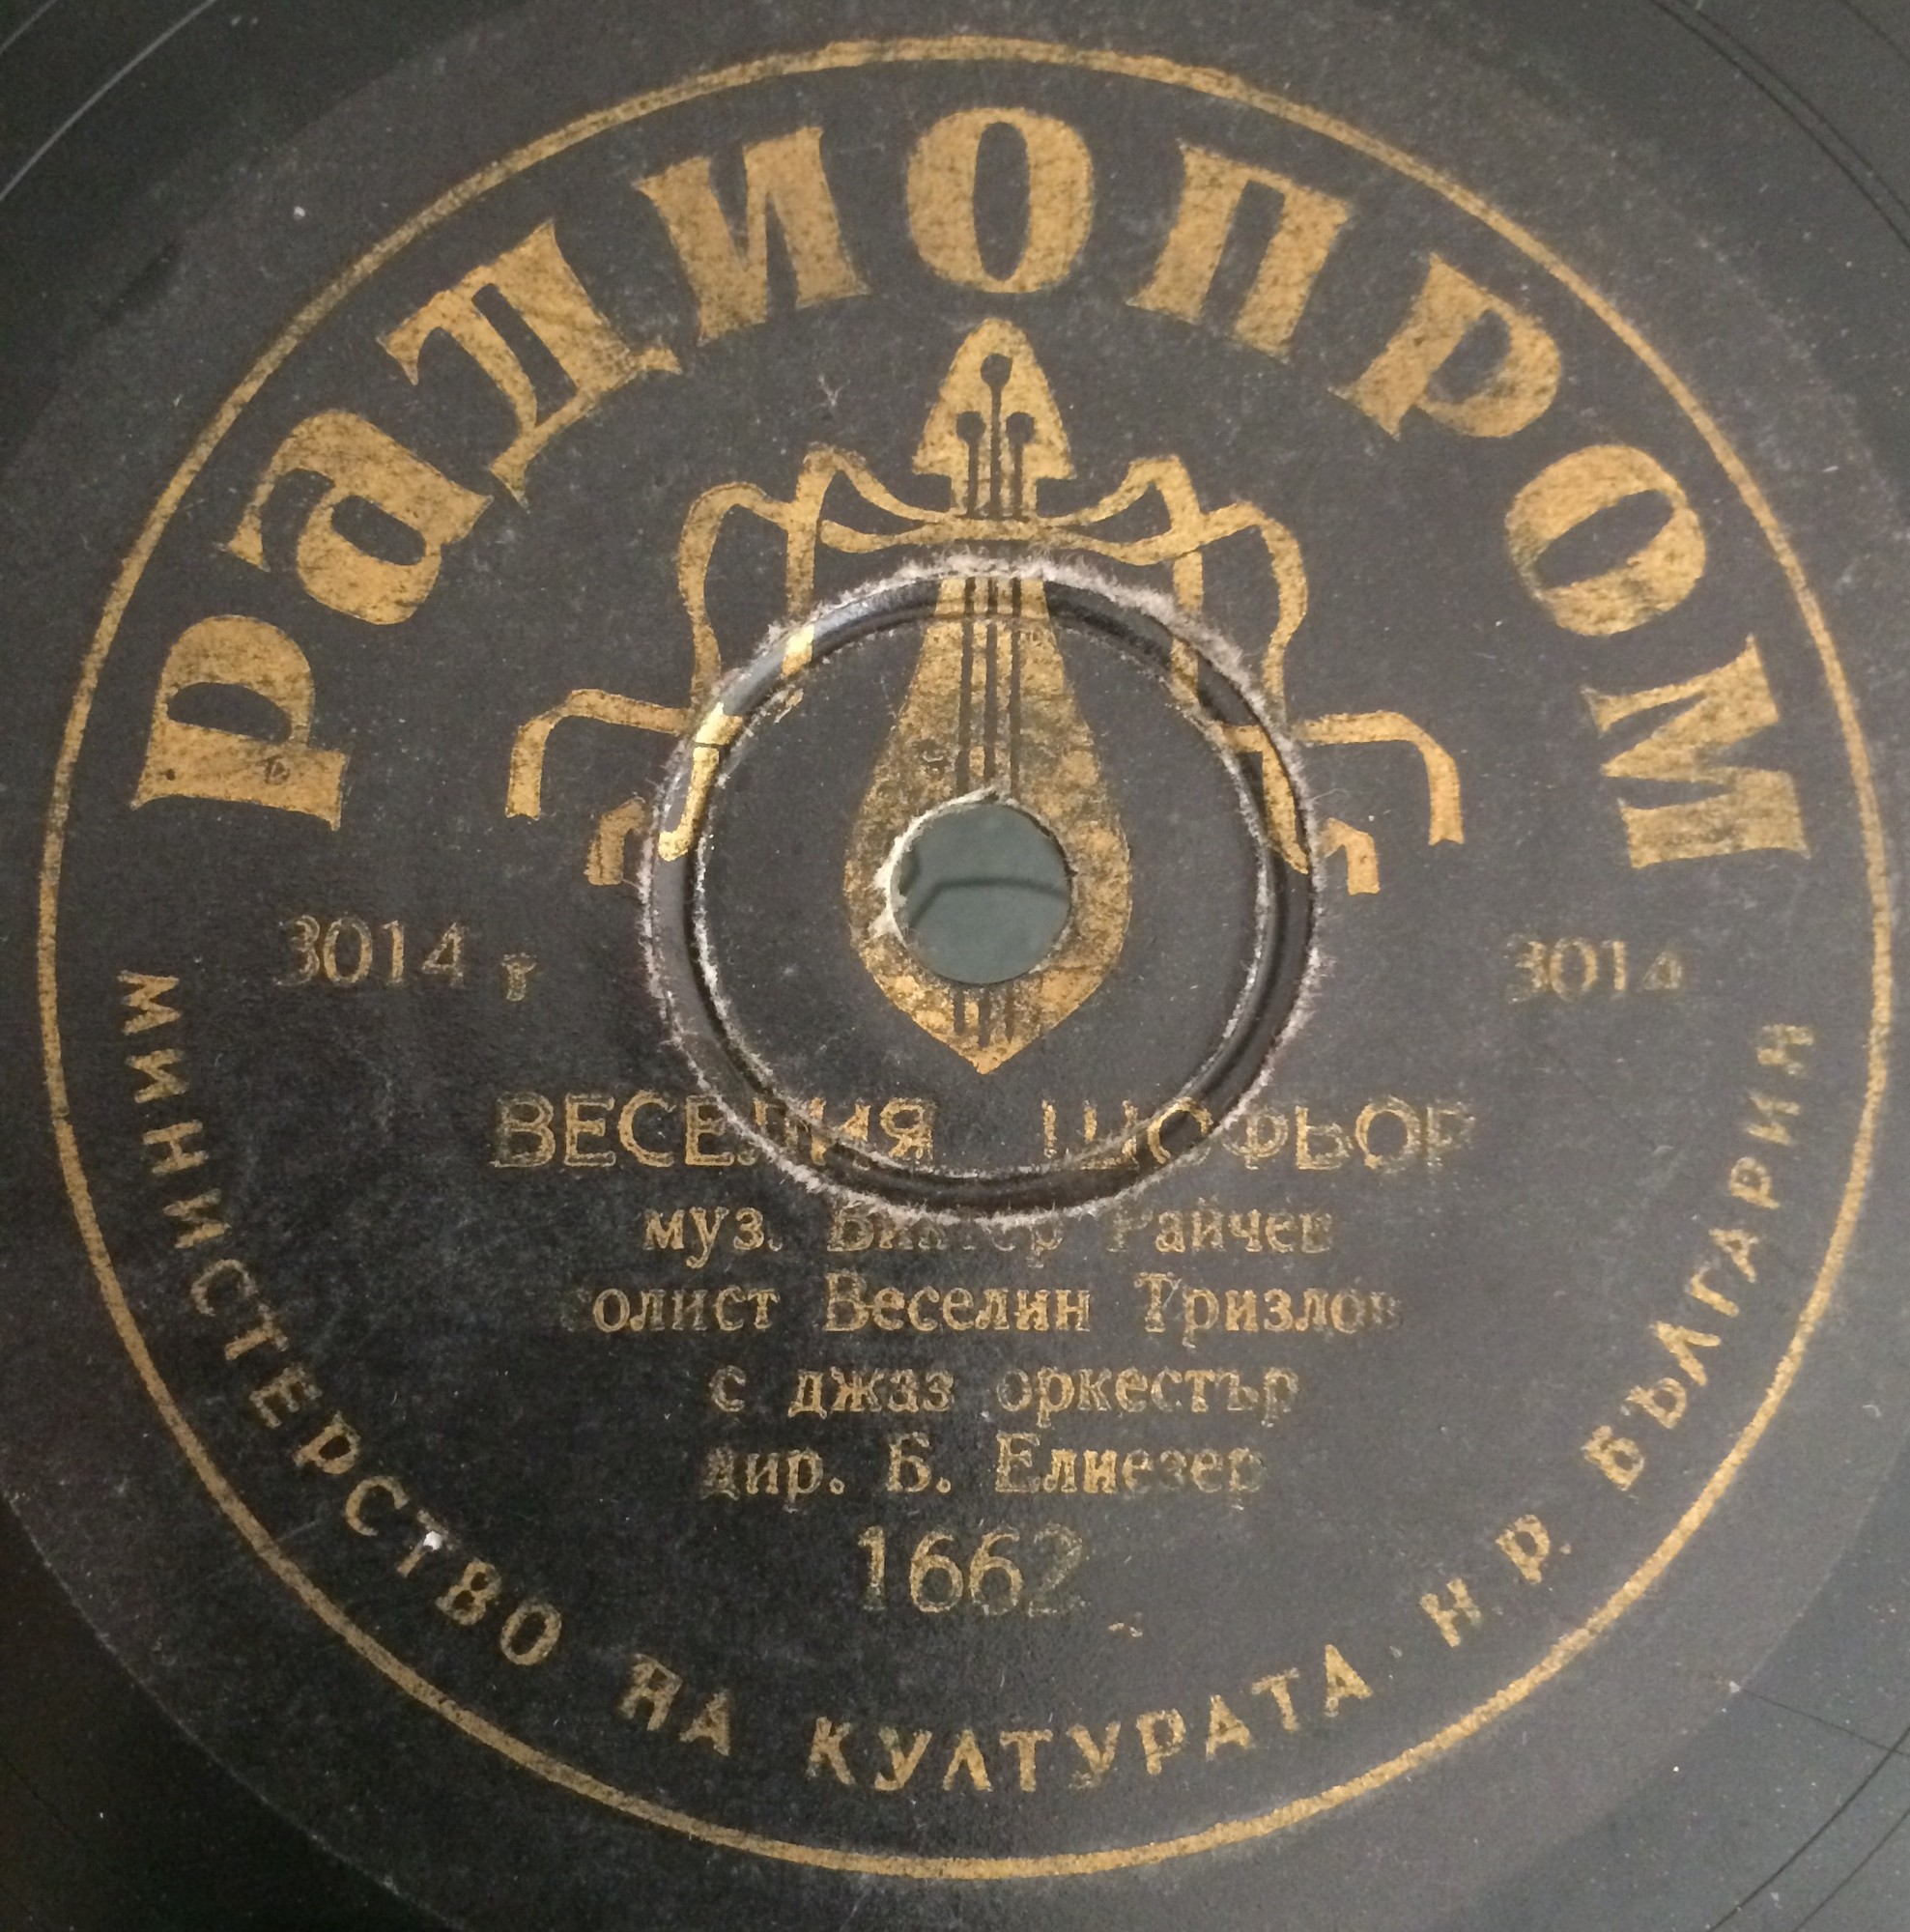 РАДИОПРОМ
3014 т
3014
ВЕСЕЛИЯ ШОФЬОР
муз. Виктор Райчев
солист Веселин Тризлов
с джаз оркестър
дир. Б. Елиезер
1662
МИНИСТЕРСТВО НА КУЛТУРАТА Н.Р. БЪЛГАРИЯ